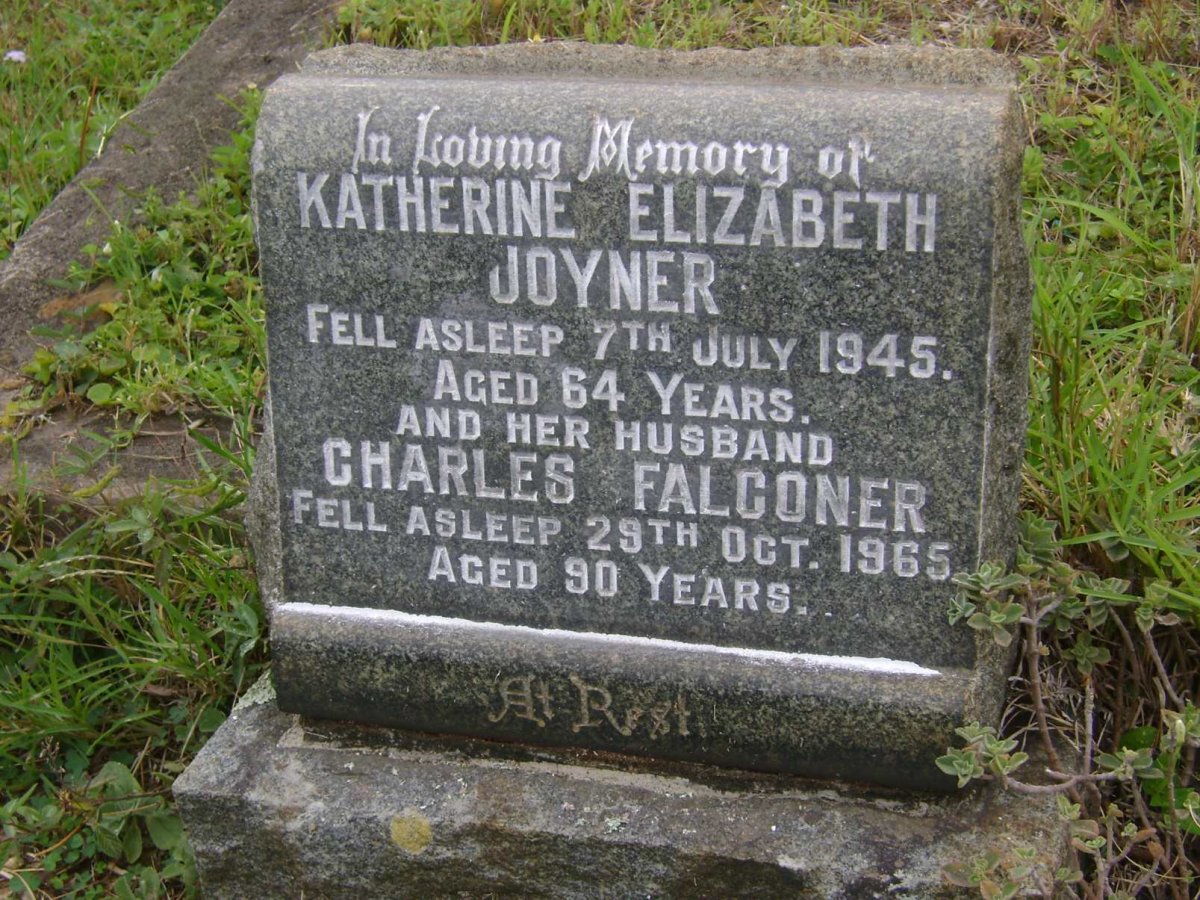 In Loving Memory of
KATHERINE ELIZABETH
JOYNER
FELL ASLEEP 7TH JULY 1945.
AGED 64 YEARS.
AND HER HUSBAND
CHARLES FALCONER
FELL ASLEEP 29TH OCT. 1965
AGED 90 YEARS.
At Rest